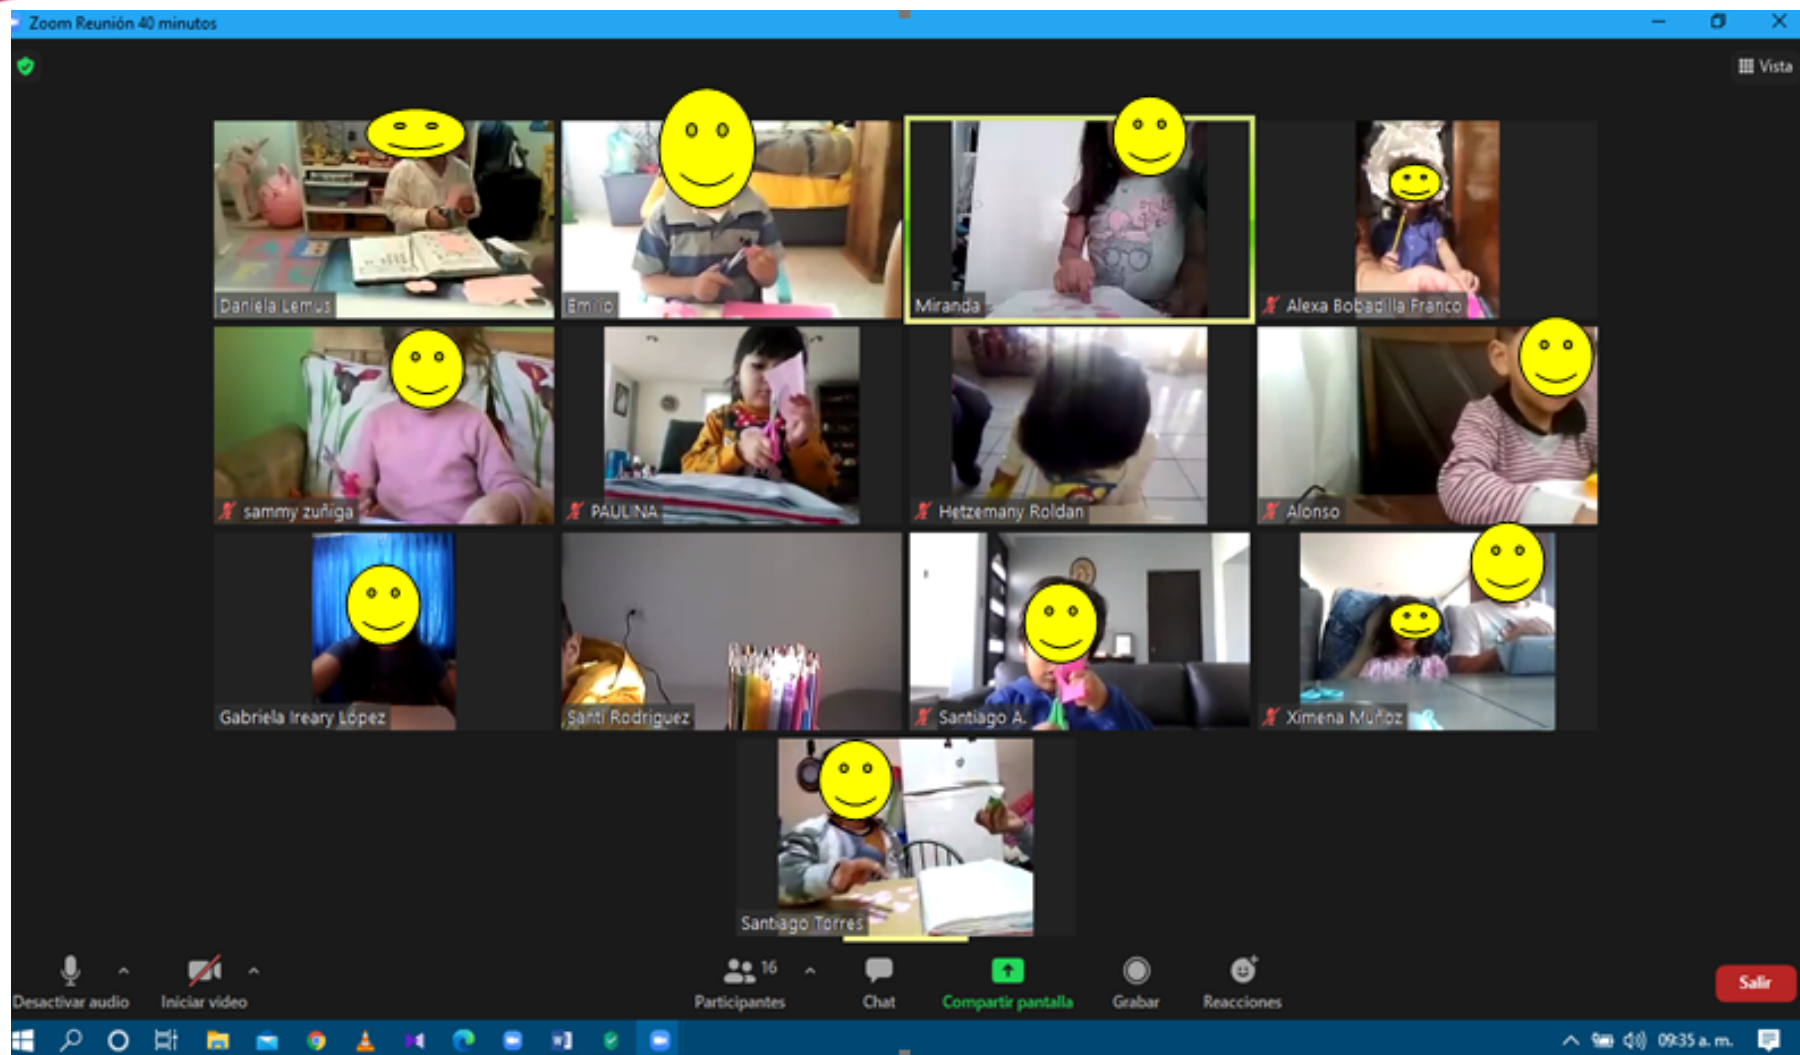 Zoom Reunión 40 minutos
Vista
Daniela Lemus
Emilio
Miranda
Alexa Bobadilla Franco
sammy zuñiga
PAULINA
Hetzemany Roldan
Alonso
Gabriela Ireary López
Santi Rodriguez
Santiago A.
Ximena Muñoz
Santiago Torres
Desactivar audio
Iniciar video
16
Participantes
Chat
Compartir pantalla
Grabar
Reacciones
Salir
09:35 a. m.